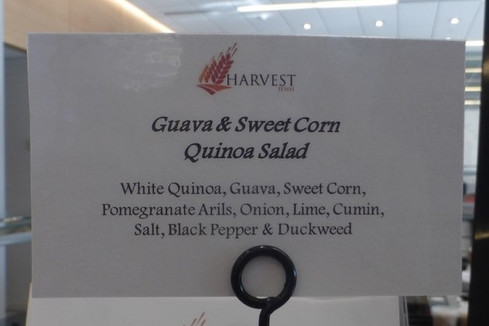 HARVEST
Guava & Sweet Corn
Quinoa Salad
White Quinoa, Guava, Sweet Corn,
Pomegranate Arils, Onion, Lime, Cumin,
Salt, Black Pepper & Duckweed